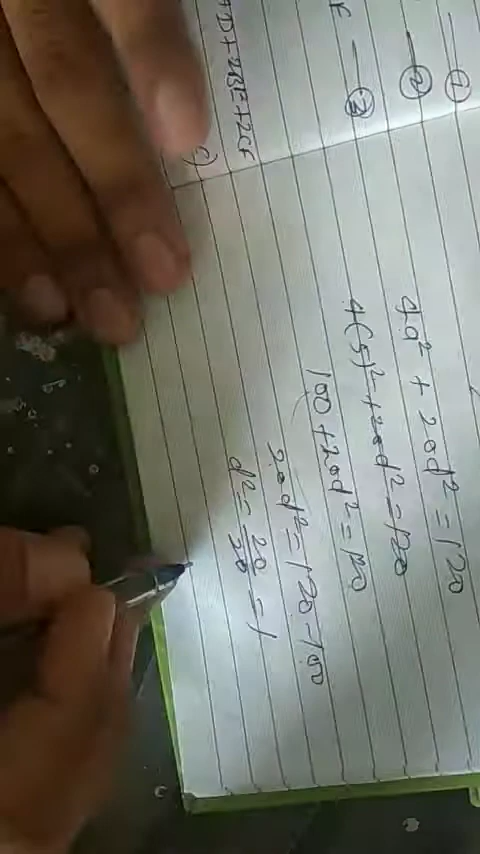 ①
②
③
4a² + 20d² = 120
4(5)² + 20d² = 120
100 + 20d² = 120
20d² = 120 - 100
d² = 20/20 = 1